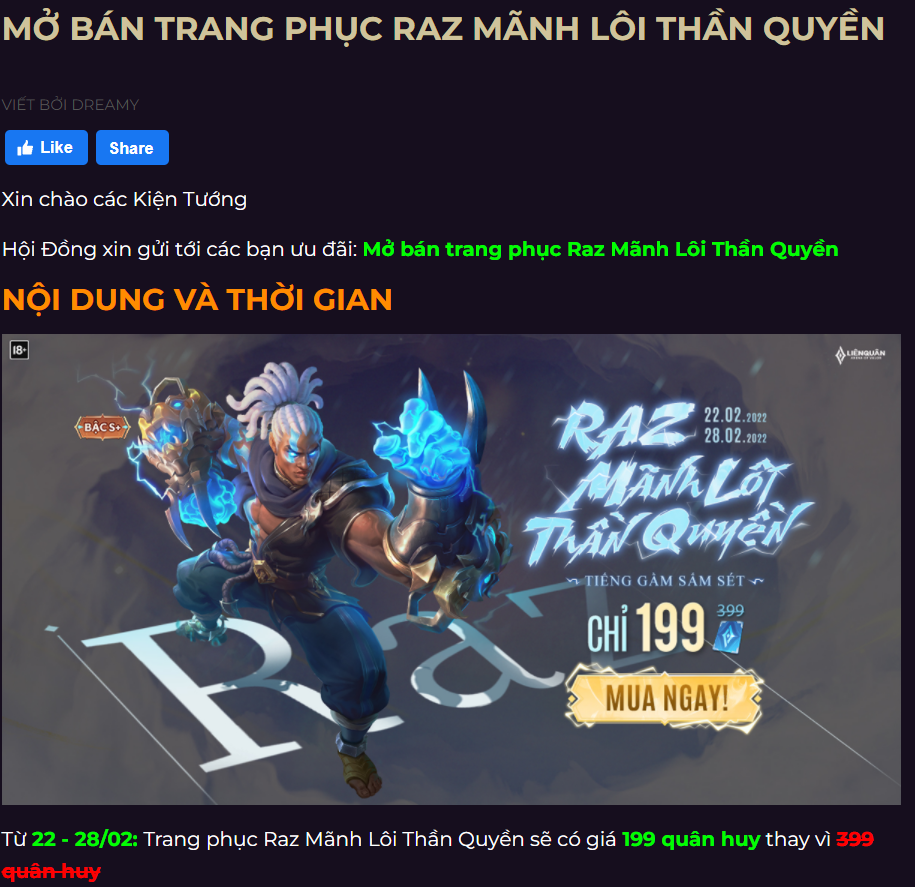 MỞ BÁN TRANG PHỤC RAZ MÃNH LÔI THẦN QUYỀN
VIẾT BỞI DREAMY
Like Share
Xin chào các Kiện Tướng
Hội Đồng xin gửi tới các bạn ưu đãi: Mở bán trang phục Raz Mãnh Lôi Thần Quyền
NỘI DUNG VÀ THỜI GIAN
18+
LIÊNQUÂN
BẬC S+
RAZ
22.02.2022
28.02.2022
MÃNH LÔI
THẦN QUYỀN
TIẾNG GẦM SẤM SÉT
CHỈ 199 399
MUA NGAY!
Raz
Từ 22 - 28/02: Trang phục Raz Mãnh Lôi Thần Quyền sẽ có giá 199 quân huy thay vì 399
quân huy